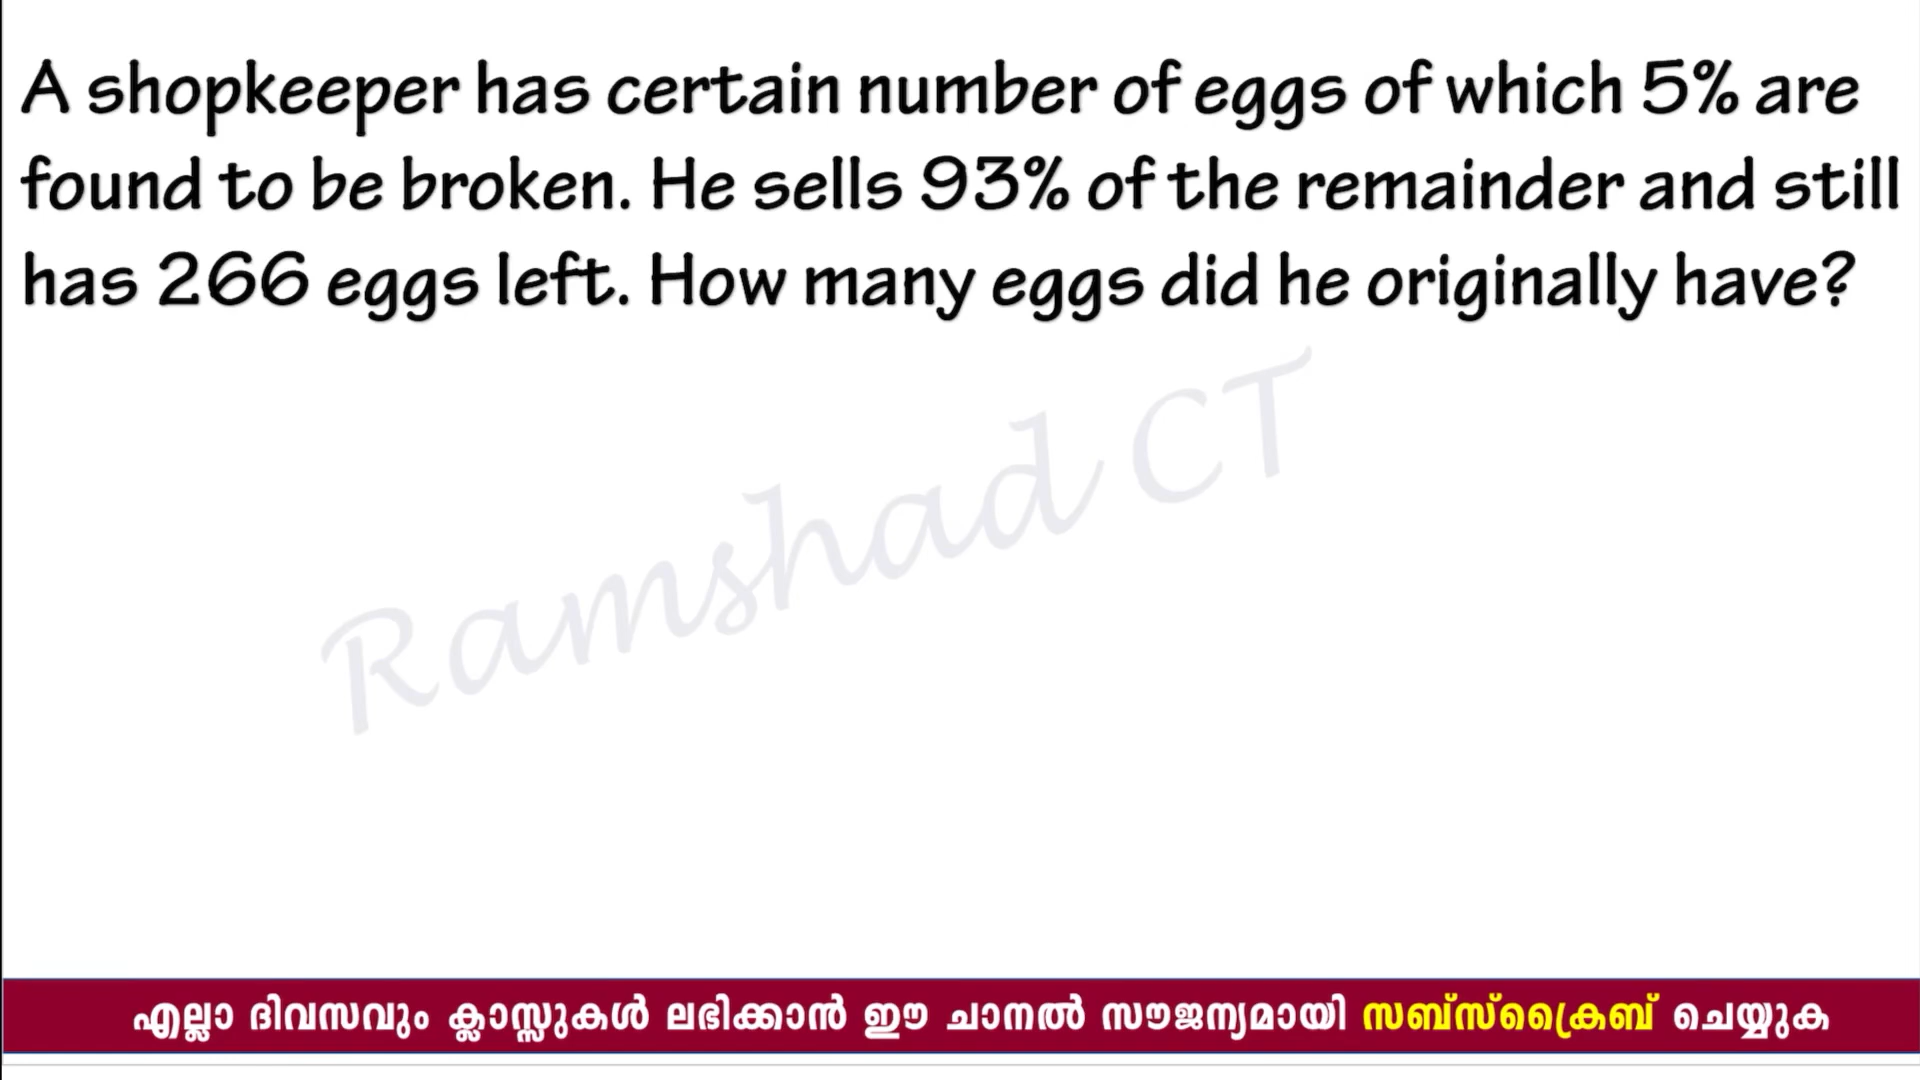 A shopkeeper has certain number of eggs of which 5% are
found to be broken. He sells 93% of the remainder and still
has 266 eggs left. How many eggs did he originally have?
Ramshad CT
എല്ലാ ദിവസവും ക്ലാസ്സുകൾ ലഭിക്കാൻ ഈ ചാനൽ സൗജന്യമായി സബ്സ്ക്രൈബ് ചെയ്യുക